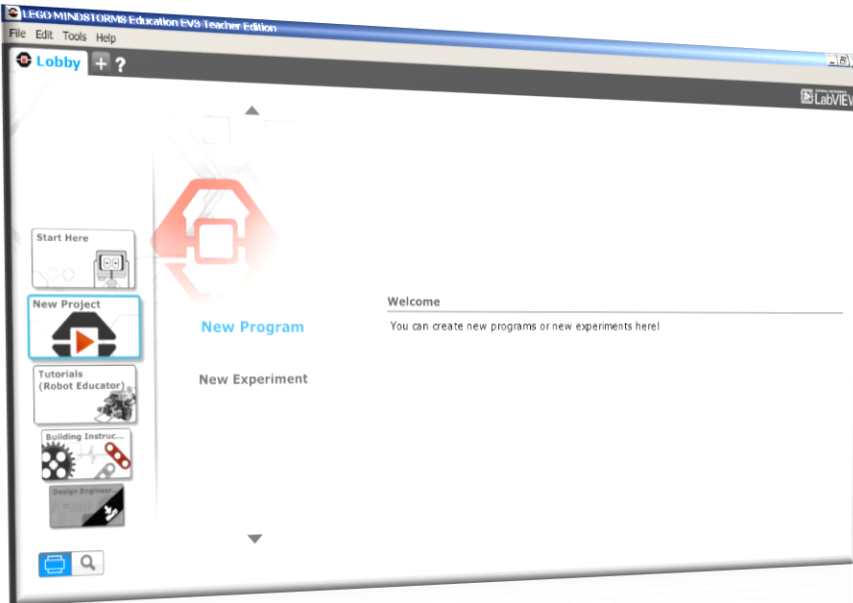 LEGO MINDSTORMS Education EV3 Teacher Edition
File Edit Tools Help
Lobby + ?
LabVIEW
Start Here
New Project
Tutorials
(Robot Educator)
Building Instruc...
Design Engineer...
New Program
New Experiment
Welcome
You can create new programs or new experiments here!